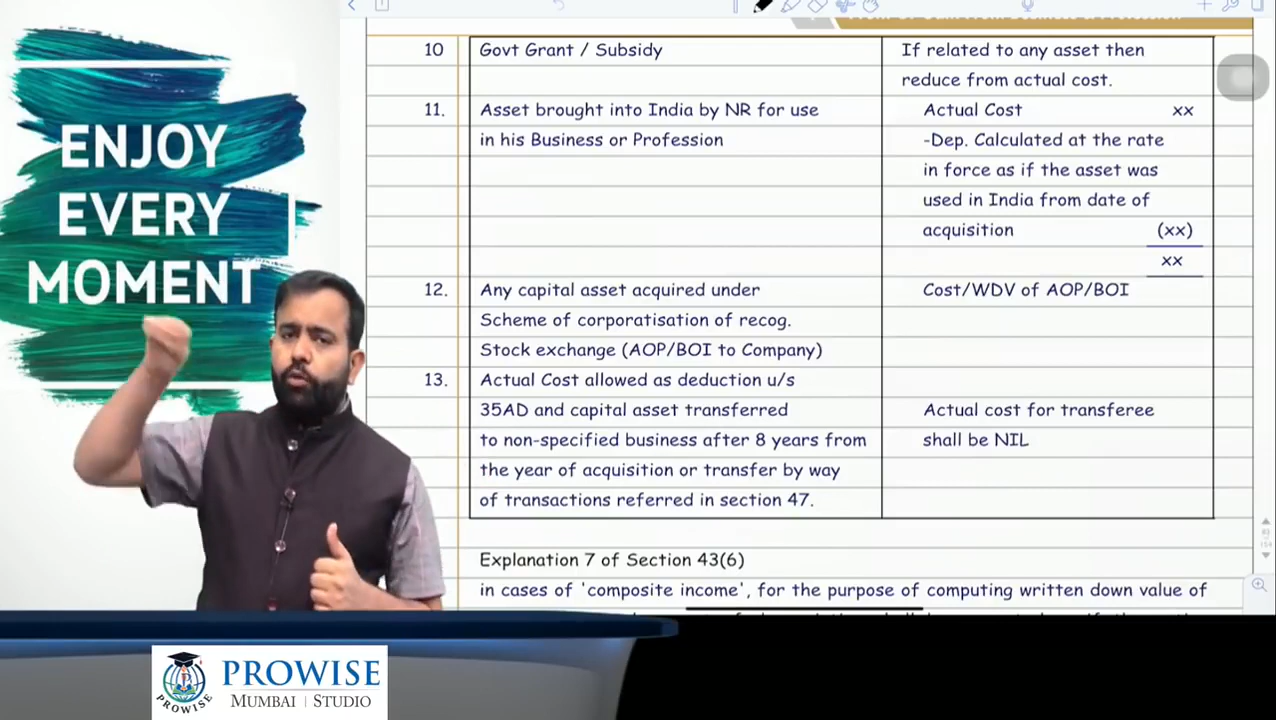 ENJOY
EVERY
MOMENT
10 Govt Grant / Subsidy If related to any asset then
reduce from actual cost.
11. Asset brought into India by NR for use Actual Cost xx
in his Business or Profession -Dep. Calculated at the rate
in force as if the asset was
used in India from date of
acquisition (xx)
xx
12. Any capital asset acquired under Cost/WDV of AOP/BOI
Scheme of corporatisation of recog.
Stock exchange (AOP/BOI to Company)
13. Actual Cost allowed as deduction u/s
35AD and capital asset transferred Actual cost for transferee
to non-specified business after 8 years from shall be NIL
the year of acquisition or transfer by way
of transactions referred in section 47.
Explanation 7 of Section 43(6)
in cases of 'composite income', for the purpose of computing written down value of
PROWISE
PROWISE
MUMBAI | STUDIO